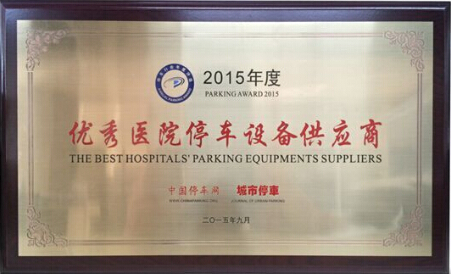 2015年度
PARKING AWARD 2015
优秀医院停车设备供应商
THE BEST HOSPITALS' PARKING EQUIPMENTS SUPPLIERS
中国停车网 城市停車
二〇一五年九月